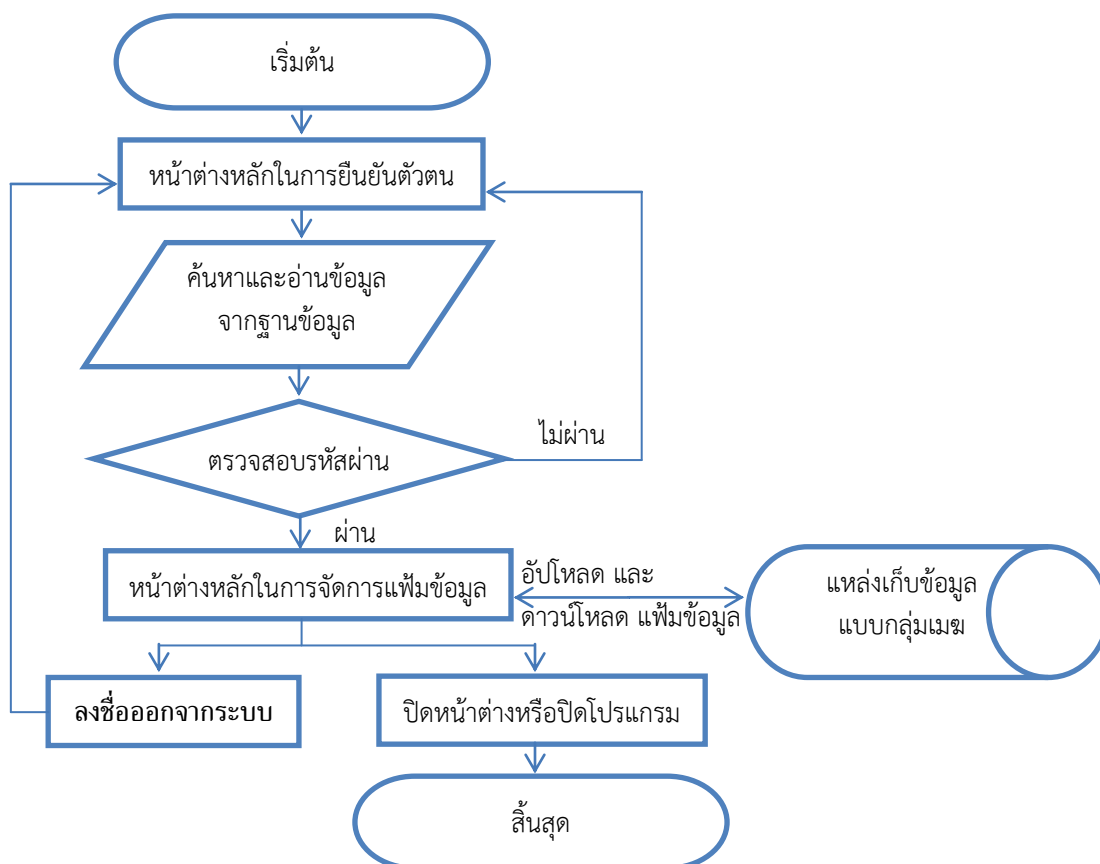 เริ่มต้น
หน้าต่างหลักในการยืนยันตัวตน
ค้นหาและอ่านข้อมูล
จากฐานข้อมูล
ไม่ผ่าน
ตรวจสอบรหัสผ่าน
ผ่าน
หน้าต่างหลักในการจัดการแฟ้มข้อมูล
อัปโหลด และ
ดาวน์โหลด แฟ้มข้อมูล
แหล่งเก็บข้อมูล
แบบกลุ่มเมฆ
ลงชื่อออกจากระบบ
ปิดหน้าต่างหรือปิดโปรแกรม
สิ้นสุด